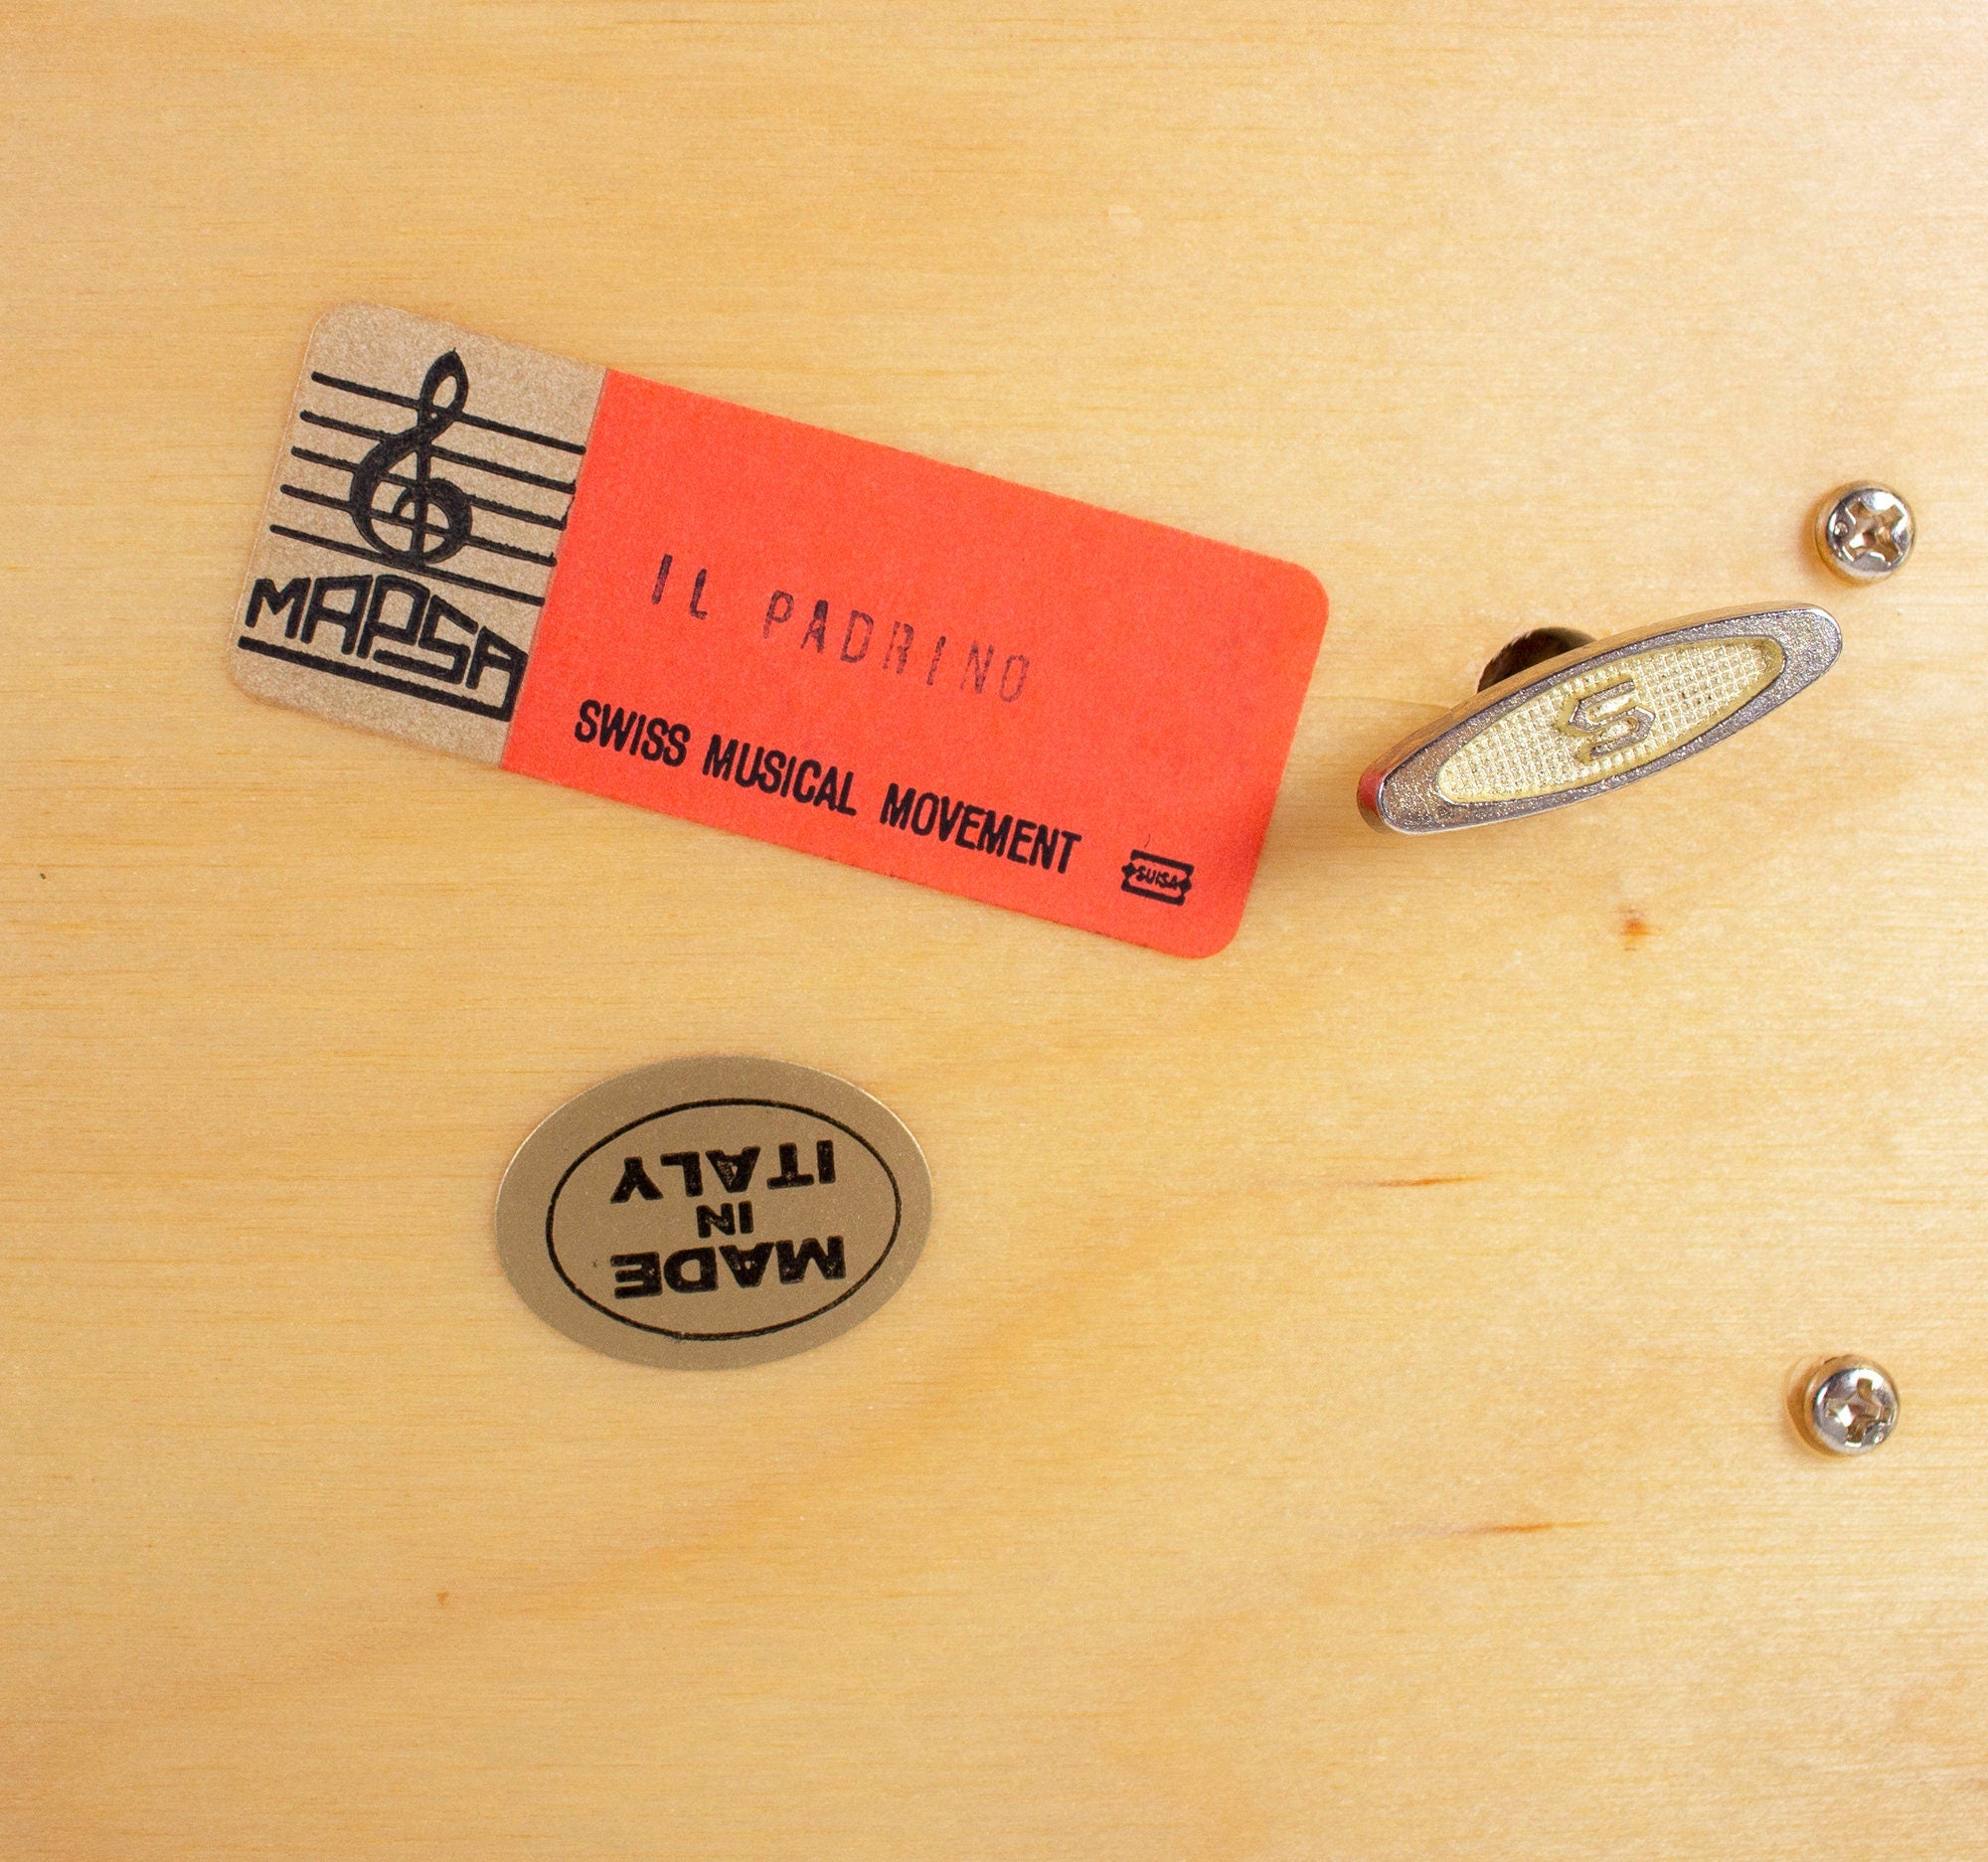 MAPSA
IL PADRINO
SWISS MUSICAL MOVEMENT
SUISA
S
MADE
IN
ITALY